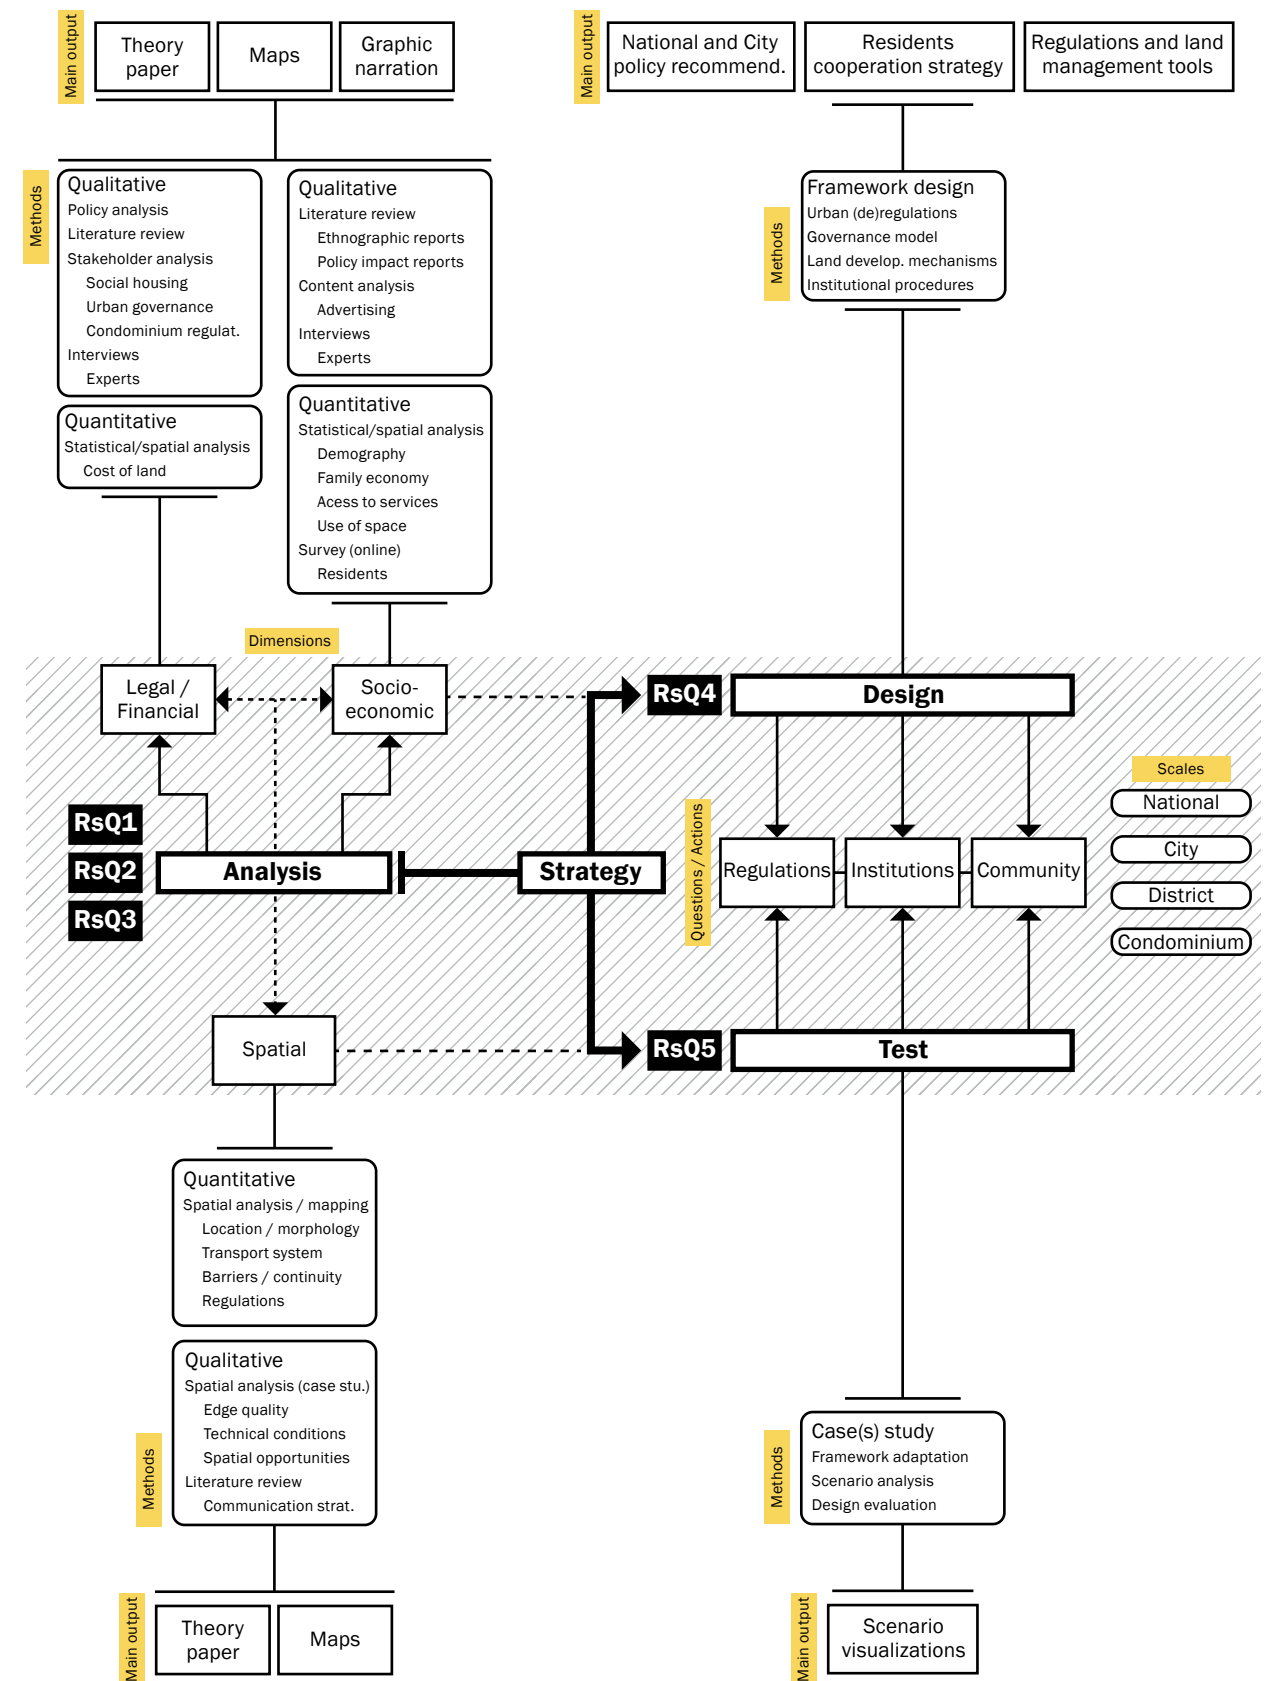 Main output
Theory
paper
Maps
Graphic
narration
Main output
National and City
policy recommend.
Residents
cooperation strategy
Regulations and land
management tools
Methods
Qualitative
Policy analysis
Literature review
Stakeholder analysis
Social housing
Urban governance
Condominium regulat.
Interviews
Experts
Quantitative
Statistical/spatial analysis
Cost of land
Qualitative
Literature review
Ethnographic reports
Policy impact reports
Content analysis
Advertising
Interviews
Experts
Quantitative
Statistical/spatial analysis
Demography
Family economy
Acess to services
Use of space
Survey (online)
Residents
Methods
Framework design
Urban (de)regulations
Governance model
Land develop. mechanisms
Institutional procedures
Dimensions
Legal /
Financial
Socio-
economic
RsQ4
Design
RsQ1
RsQ2
RsQ3
Analysis
Strategy
Questions / Actions
Regulations
Institutions
Community
Scales
National
City
District
Condominium
Spatial
RsQ5
Test
Quantitative
Spatial analysis / mapping
Location / morphology
Transport system
Barriers / continuity
Regulations
Methods
Qualitative
Spatial analysis (case stu.)
Edge quality
Technical conditions
Spatial opportunities
Literature review
Communication strat.
Methods
Case(s) study
Framework adaptation
Scenario analysis
Design evaluation
Main output
Theory
paper
Maps
Main output
Scenario
visualizations